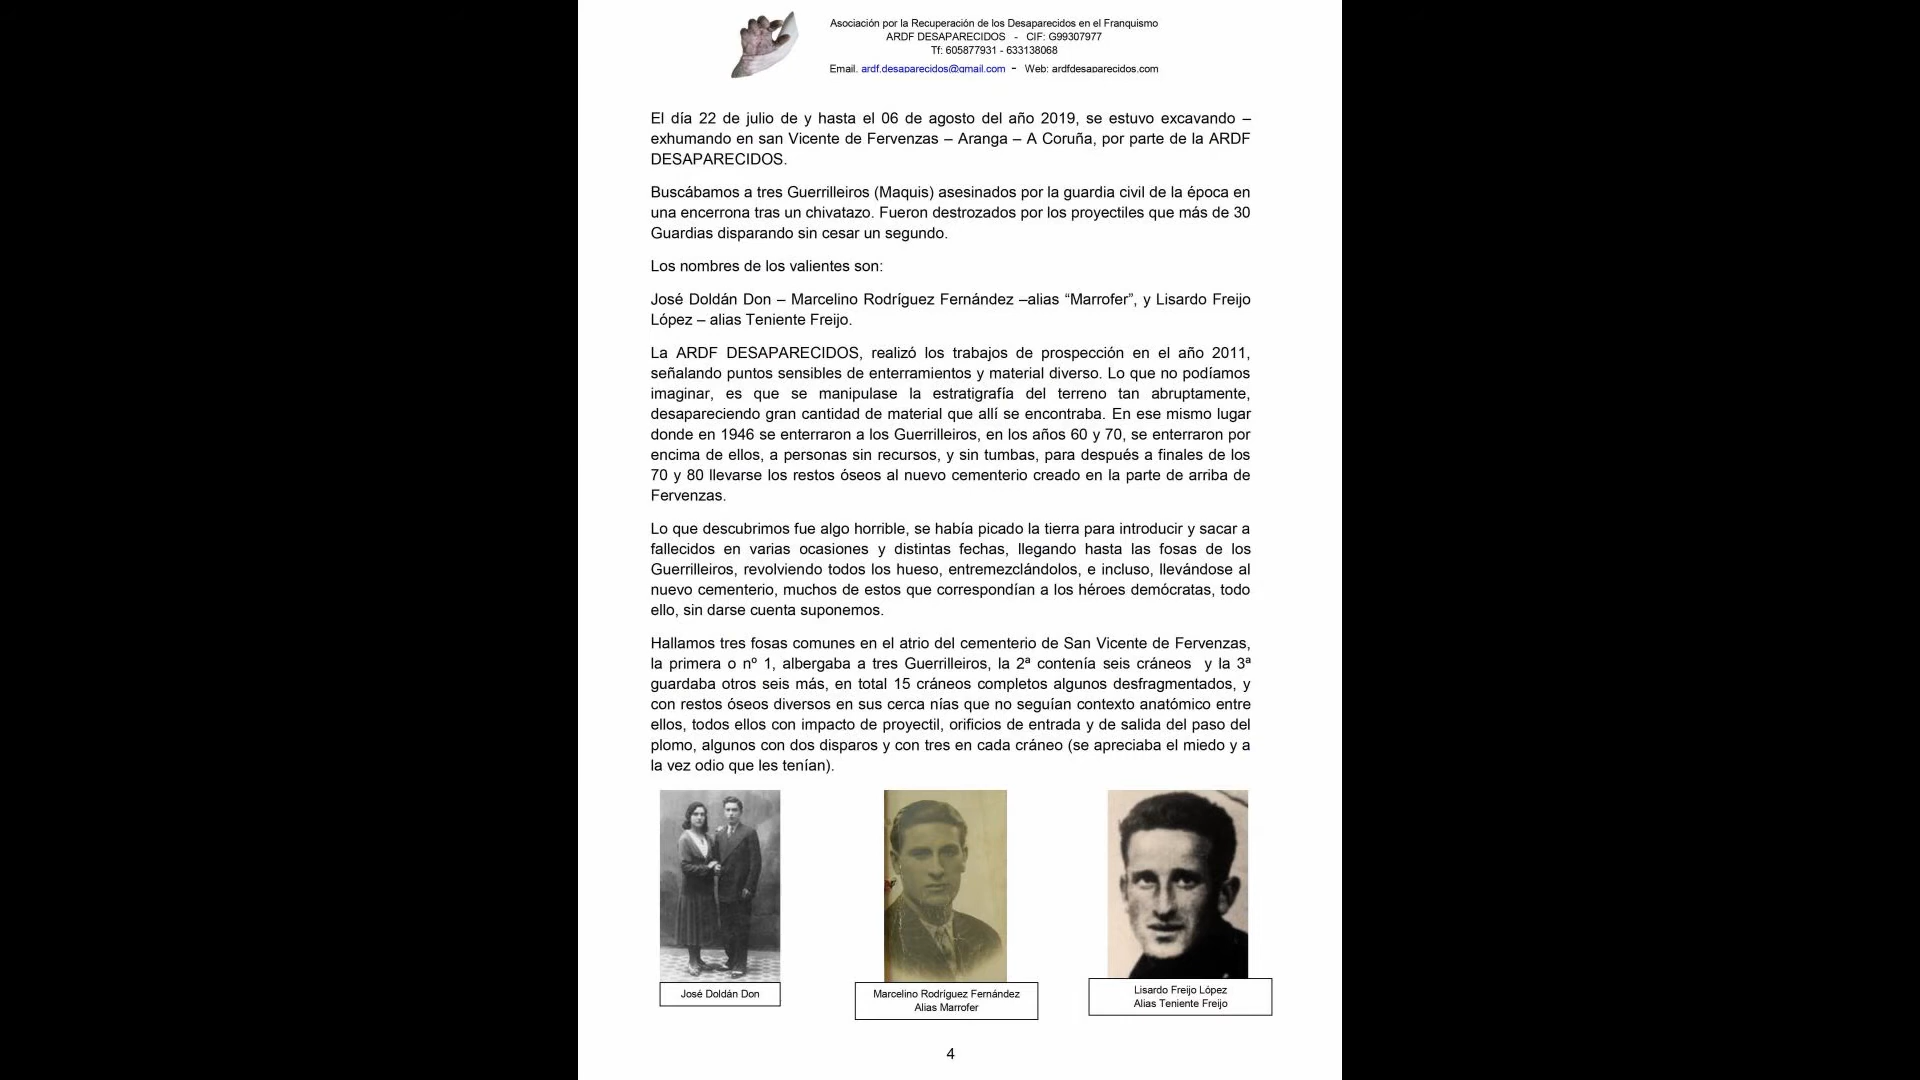 Asociación por la Recuperación de los Desaparecidos en el Franquismo
ARDF DESAPARECIDOS - CIF: G99307977
Tf: 605877931 - 633138068
Email. ardf.desaparecidos@gmail.com - Web: ardfdesaparecidos.com
El día 22 de julio de y hasta el 06 de agosto del año 2019, se estuvo excavando –
exhumando en san Vicente de Fervenzas – Aranga – A Coruña, por parte de la ARDF
DESAPARECIDOS.
Buscábamos a tres Guerrilleiros (Maquis) asesinados por la guardia civil de la época en
una encerrona tras un chivatazo. Fueron destrozados por los proyectiles que más de 30
Guardias disparando sin cesar un segundo.
Los nombres de los valientes son:
José Doldán Don – Marcelino Rodríguez Fernández –alias “Marrofer”, y Lisardo Freijo
López – alias Teniente Freijo.
La ARDF DESAPARECIDOS, realizó los trabajos de prospección en el año 2011,
señalando puntos sensibles de enterramientos y material diverso. Lo que no podíamos
imaginar, es que se manipulase la estratigrafía del terreno tan abruptamente,
desapareciendo gran cantidad de material que allí se encontraba. En ese mismo lugar
donde en 1946 se enterraron a los Guerrilleiros, en los años 60 y 70, se enterraron por
encima de ellos, a personas sin recursos, y sin tumbas, para después a finales de los
70 y 80 llevarse los restos óseos al nuevo cementerio creado en la parte de arriba de
Fervenzas.
Lo que descubrimos fue algo horrible, se había picado la tierra para introducir y sacar a
fallecidos en varias ocasiones y distintas fechas, llegando hasta las fosas de los
Guerrilleiros, revolviendo todos los hueso, entremezclándolos, e incluso, llevándose al
nuevo cementerio, muchos de estos que correspondían a los héroes demócratas, todo
ello, sin darse cuenta suponemos.
Hallamos tres fosas comunes en el atrio del cementerio de San Vicente de Fervenzas,
la primera o nº 1, albergaba a tres Guerrilleiros, la 2ª contenía seis cráneos y la 3ª
guardaba otros seis más, en total 15 cráneos completos algunos desfragmentados, y
con restos óseos diversos en sus cerca nías que no seguían contexto anatómico entre
ellos, todos ellos con impacto de proyectil, orificios de entrada y de salida del paso del
plomo, algunos con dos disparos y con tres en cada cráneo (se apreciaba el miedo y a
la vez odio que les tenían).
José Doldán Don
Marcelino Rodríguez Fernández
Alias Marrofer
Lisardo Freijo López
Alias Teniente Freijo
4